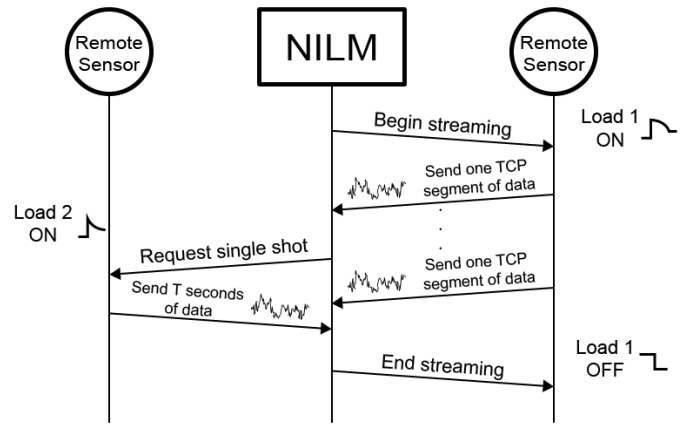 Remote
Sensor
NILM
Remote
Sensor
Begin streaming
Load 1
ON
Send one TCP
segment of data
Load 2
ON
Request single shot
Send one TCP
segment of data
Send T seconds
of data
End streaming
Load 1
OFF